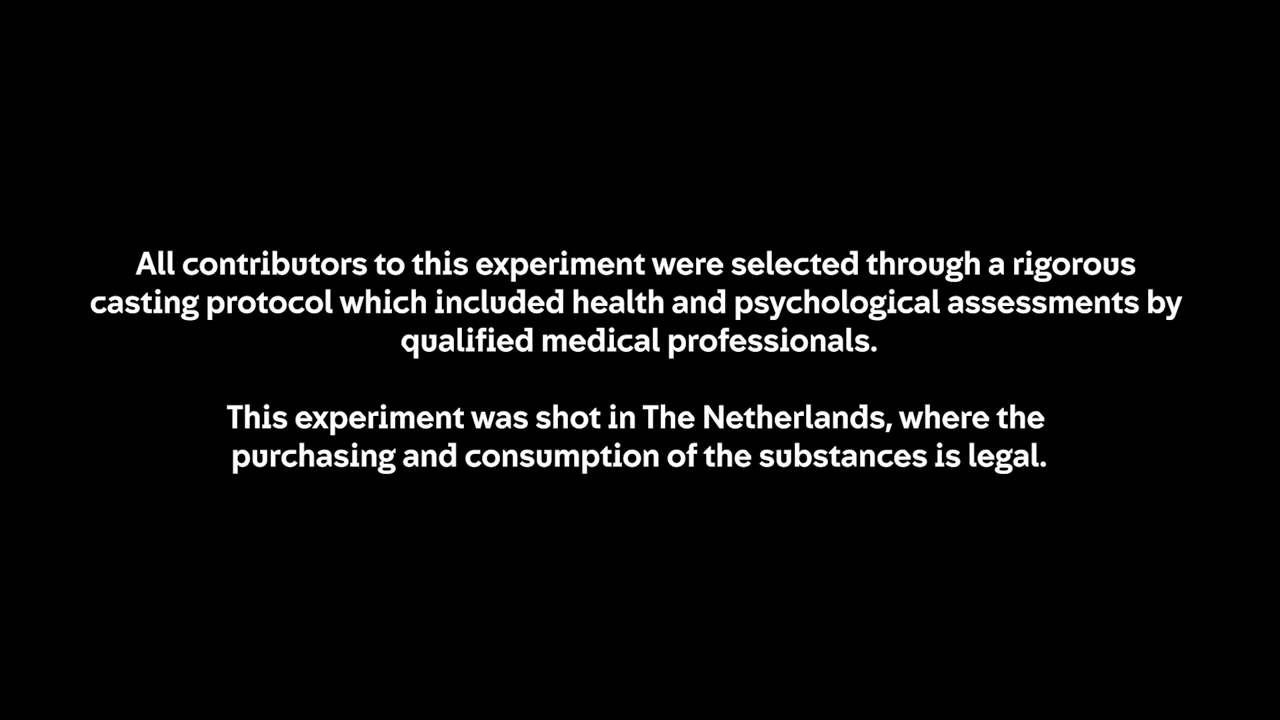 All contributors to this experiment were selected through a rigorous
casting protocol which included health and psychological assessments by
qualified medical professionals.
This experiment was shot in The Netherlands, where the
purchasing and consumption of the substances is legal.